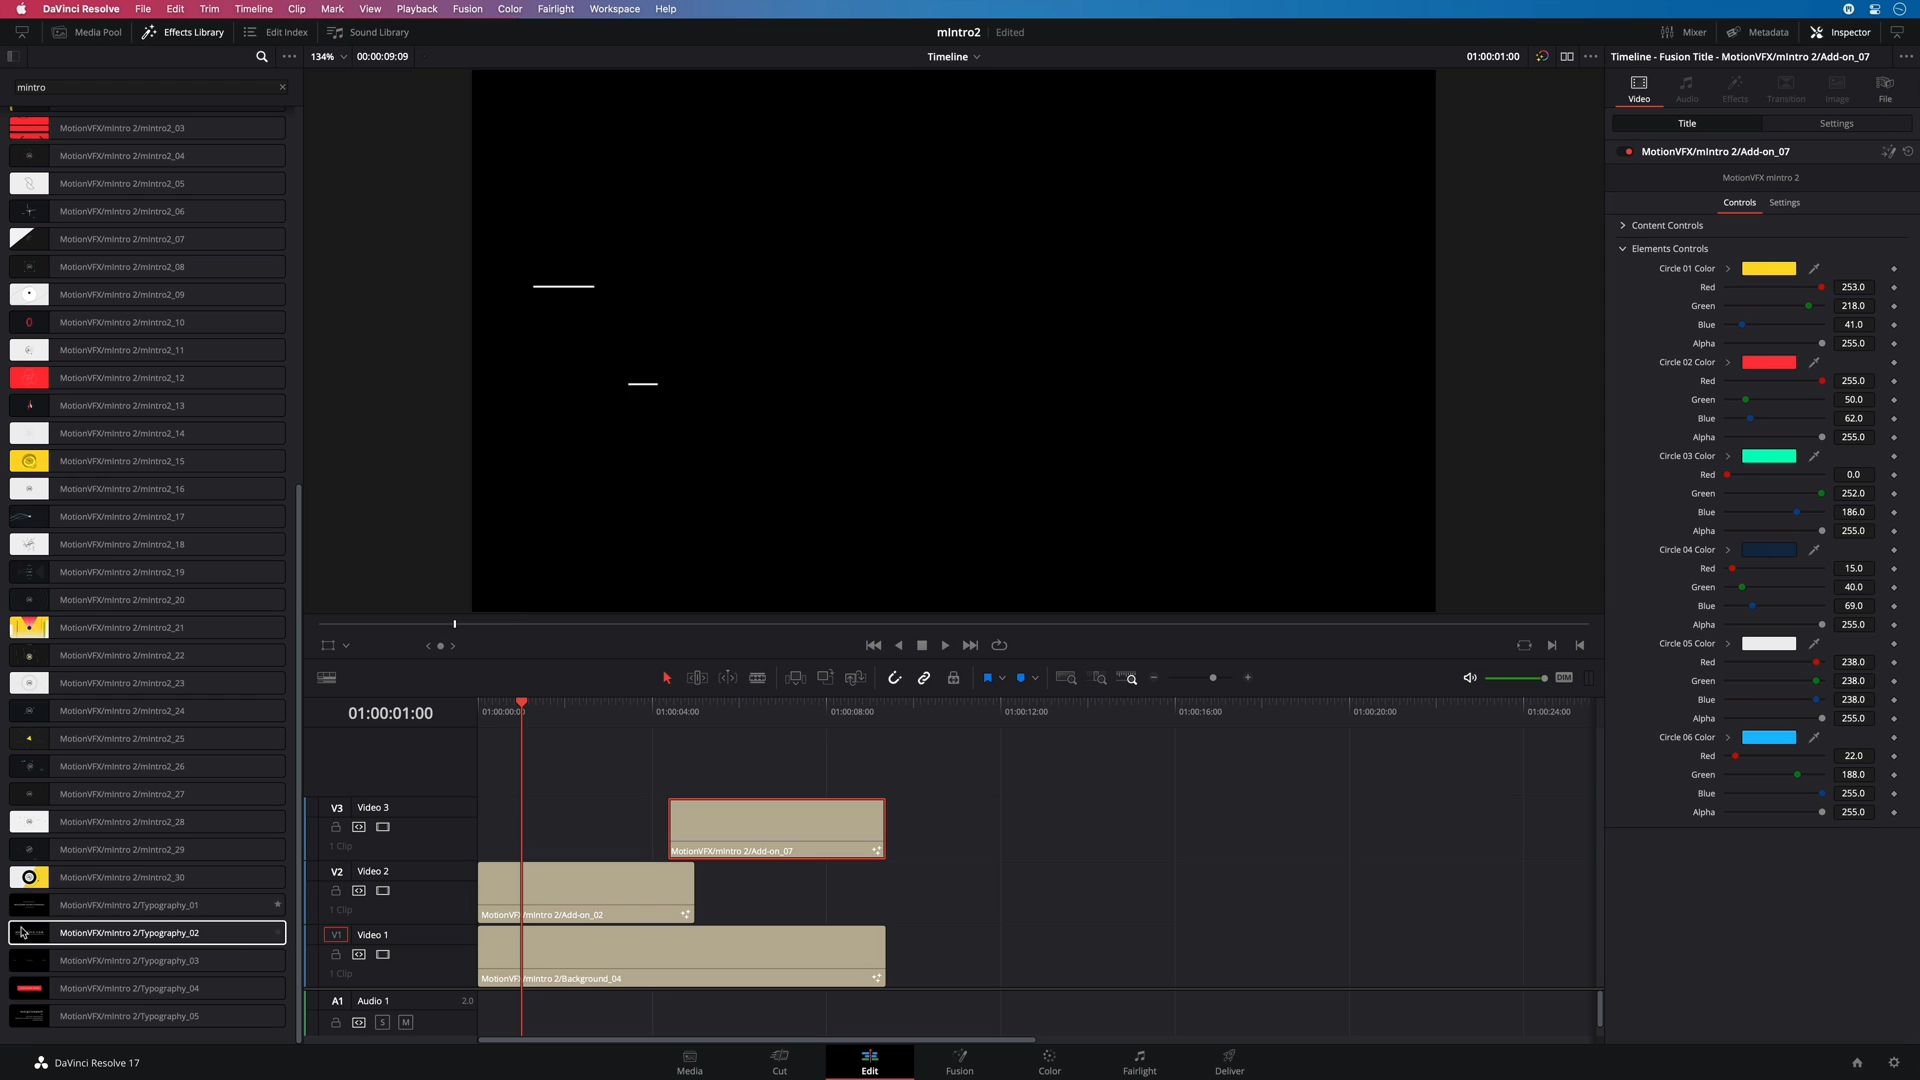 DaVinci Resolve File Edit Trim Timeline Clip Mark View Playback Fusion Color Fairlight Workspace Help
Media Pool Effects Library Edit Index Sound Library mIntro2 Edited Mixer Metadata Inspector
134% 00:00:09:09 Timeline 01:00:01:00 Timeline - Fusion Title - MotionVFX/mIntro 2/Add-on_07
mintro
MotionVFX/mIntro 2/mIntro2_03
MotionVFX/mIntro 2/mIntro2_04
MotionVFX/mIntro 2/mIntro2_05
MotionVFX/mIntro 2/mIntro2_06
MotionVFX/mIntro 2/mIntro2_07
MotionVFX/mIntro 2/mIntro2_08
MotionVFX/mIntro 2/mIntro2_09
MotionVFX/mIntro 2/mIntro2_10
MotionVFX/mIntro 2/mIntro2_11
MotionVFX/mIntro 2/mIntro2_12
MotionVFX/mIntro 2/mIntro2_13
MotionVFX/mIntro 2/mIntro2_14
MotionVFX/mIntro 2/mIntro2_15
MotionVFX/mIntro 2/mIntro2_16
MotionVFX/mIntro 2/mIntro2_17
MotionVFX/mIntro 2/mIntro2_18
MotionVFX/mIntro 2/mIntro2_19
MotionVFX/mIntro 2/mIntro2_20
MotionVFX/mIntro 2/mIntro2_21
MotionVFX/mIntro 2/mIntro2_22
MotionVFX/mIntro 2/mIntro2_23
MotionVFX/mIntro 2/mIntro2_24
MotionVFX/mIntro 2/mIntro2_25
MotionVFX/mIntro 2/mIntro2_26
MotionVFX/mIntro 2/mIntro2_27
MotionVFX/mIntro 2/mIntro2_28
MotionVFX/mIntro 2/mIntro2_29
MotionVFX/mIntro 2/mIntro2_30
MotionVFX/mIntro 2/Typography_01
MotionVFX/mIntro 2/Typography_02
MotionVFX/mIntro 2/Typography_03
MotionVFX/mIntro 2/Typography_04
MotionVFX/mIntro 2/Typography_05
DIM
01:00:01:00
01:00:00:00 01:00:04:00 01:00:08:00 01:00:12:00 01:00:16:00 01:00:20:00 01:00:24:00
V3 Video 3
1 Clip
MotionVFX/mIntro 2/Add-on_07
V2 Video 2
1 Clip
MotionVFX/mIntro 2/Add-on_02
V1 Video 1
1 Clip
MotionVFX/mIntro 2/Background_04
A1 Audio 1 2.0
S M
Video Audio Effects Transition Image File
Title Settings
MotionVFX/mIntro 2/Add-on_07
MotionVFX mIntro 2
Controls Settings
Content Controls
Elements Controls
Circle 01 Color
Red 253.0
Green 218.0
Blue 41.0
Alpha 255.0
Circle 02 Color
Red 255.0
Green 50.0
Blue 62.0
Alpha 255.0
Circle 03 Color
Red 0.0
Green 252.0
Blue 186.0
Alpha 255.0
Circle 04 Color
Red 15.0
Green 40.0
Blue 69.0
Alpha 255.0
Circle 05 Color
Red 238.0
Green 238.0
Blue 238.0
Alpha 255.0
Circle 06 Color
Red 22.0
Green 188.0
Blue 255.0
Alpha 255.0
DaVinci Resolve 17 Media Cut Edit Fusion Color Fairlight Deliver